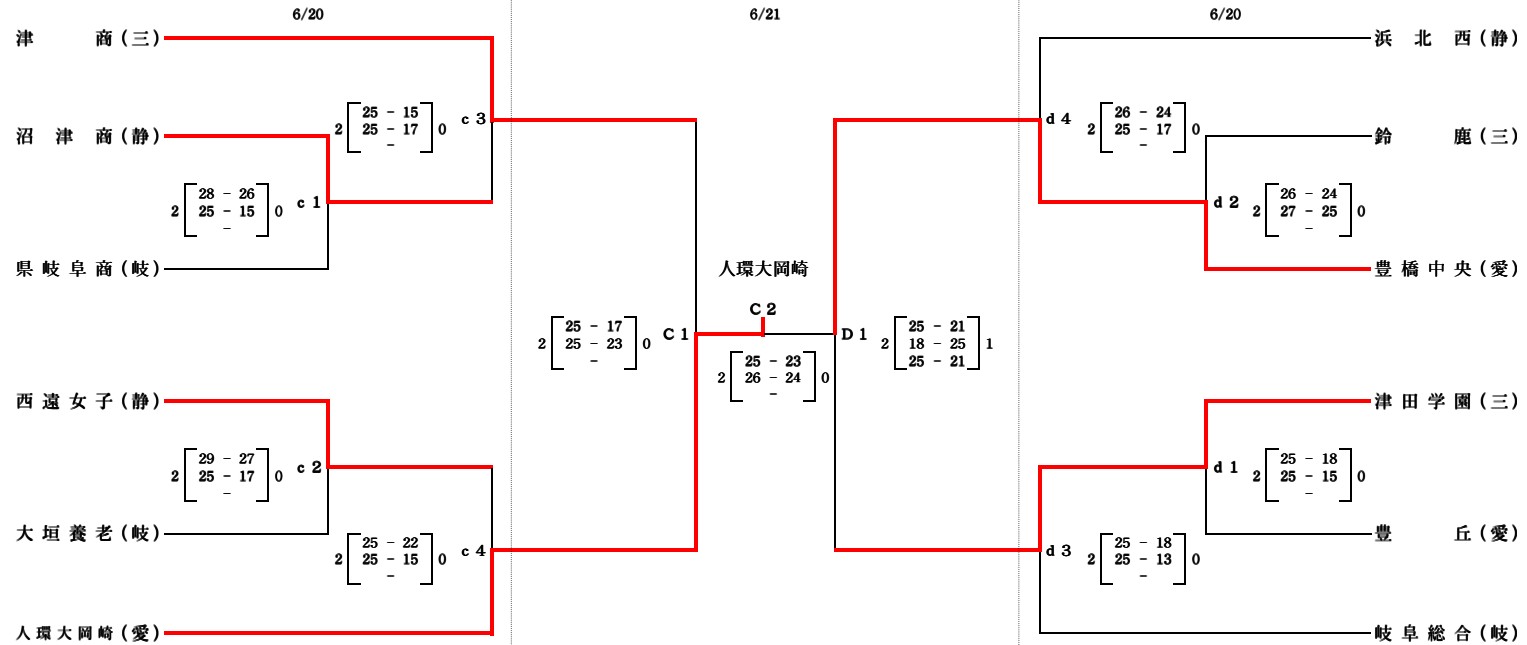 6/20 6/21 6/20
津 商(三) 浜 北 西(静)
2 25 - 15 0 c 3
25 - 17
-
d 4 2 26 - 24 0
25 - 17
-
沼 津 商(静) 鈴 鹿(三)
2 28 - 26 0 c 1
25 - 15
-
d 2 2 26 - 24 0
27 - 25
-
県 岐 阜 商(岐) 人環大岡崎 豊 橋 中 央(愛)
C 2
2 25 - 17 0 C 1
25 - 23
-
D 1 2 25 - 21 1
18 - 25
25 - 21
2 25 - 23 0
26 - 24
-
西 遠 女 子(静) 津 田 学 園(三)
2 29 - 27 0 c 2
25 - 17
-
d 1 2 25 - 18 0
25 - 15
-
大 垣 養 老(岐) 豊 丘(愛)
2 25 - 22 0 c 4
25 - 15
-
d 3 2 25 - 18 0
25 - 13
-
人 環 大 岡 崎(愛) 岐 阜 総 合(岐)